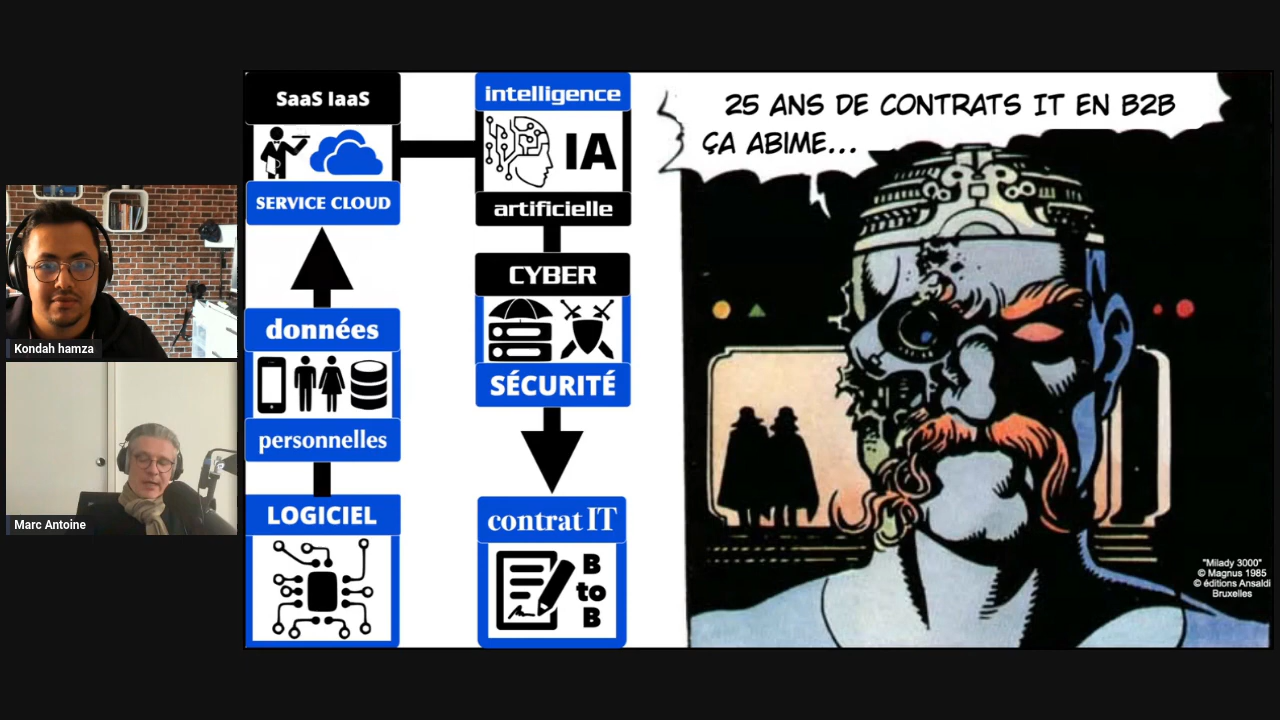 Kondah hamza
Marc Antoine
SaaS IaaS
SERVICE CLOUD
données
personnelles
LOGICIEL
intelligence
IA
artificielle
CYBER
SÉCURITÉ
contrat IT
B
to
B
25 ANS DE CONTRATS IT EN B2B
ÇA ABIME...
"Milady 3000"
© Magnus 1985
© éditions Ansaldi
Bruxelles